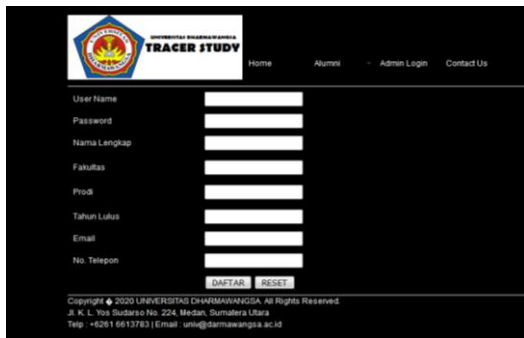 UNIVERSITAS DHARMAWANGSA
TRACER STUDY
Home Alumni Admin Login Contact Us
User Name
Password
Nama Lengkap
Fakultas
Prodi
Tahun Lulus
Email
No. Telepon
DAFTAR RESET
Copyright � 2020 UNIVERSITAS DHARMAWANGSA. All Rights Reserved.
Jl. K. L. Yos Sudarso No. 224, Medan, Sumatera Utara
Telp : +6261 6613783 | Email : univ@darmawangsa.ac.id